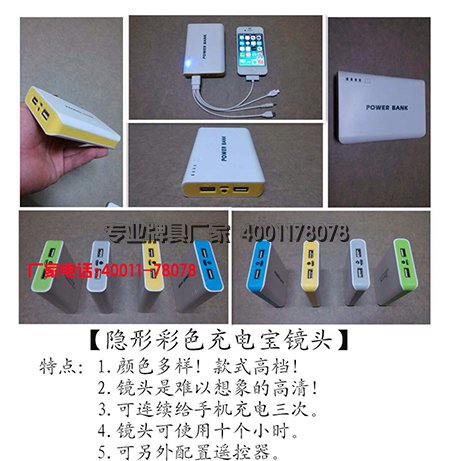 POWER BANK
POWER BANK
POWER BANK
专业牌具厂家 4001178078
厂家电话:40011-78078
【隐形彩色充电宝镜头】
特点: 1.颜色多样!款式高档!
2.镜头是难以想象的高清!
3.可连续给手机充电三次。
4.镜头可使用十个小时。
5.可另外配置遥控器。